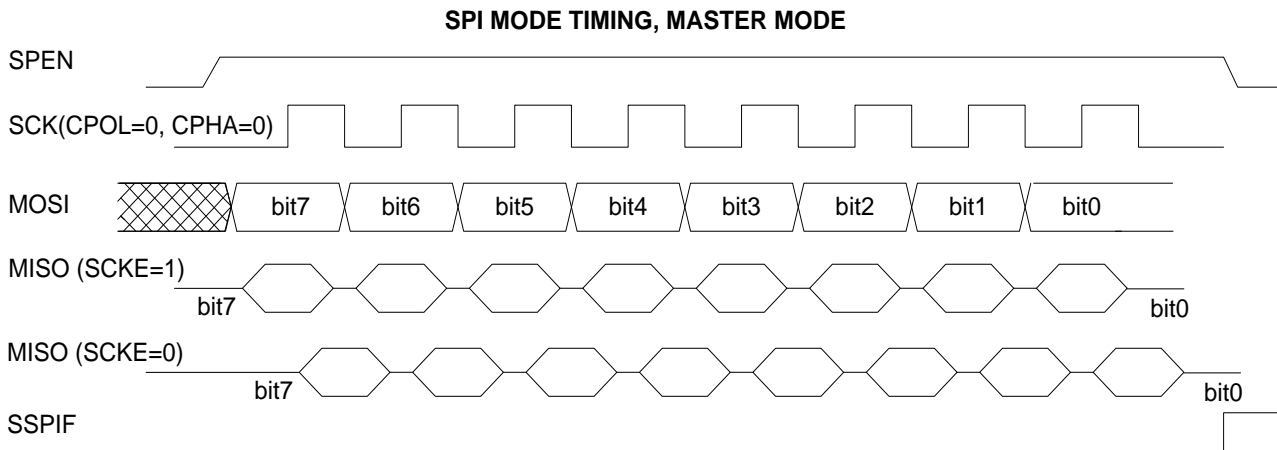 SPI MODE TIMING, MASTER MODE
SPEN
SCK(CPOL=0, CPHA=0)
MOSI bit7 bit6 bit5 bit4 bit3 bit2 bit1 bit0
MISO (SCKE=1)
bit7 bit0
MISO (SCKE=0)
bit7 bit0
SSPIF